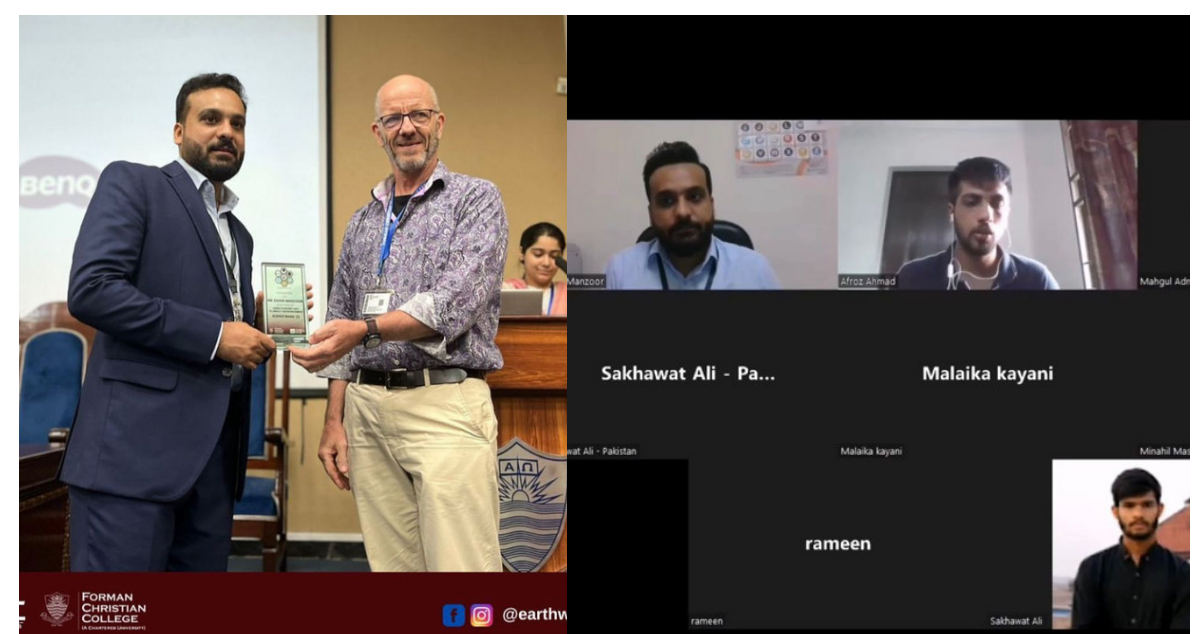 BenQ
FORMAN
CHRISTIAN
COLLEGE
(A CHARTERED UNIVERSITY)
@earthw
Manzoor
Afroz Ahmad
Mahgul Adn
Sakhawat Ali - Pa...
Malaika kayani
wat Ali - Pakistan
Malaika kayani
Minahil Mas
rameen
rameen
Sakhawat Ali
ΑΩ